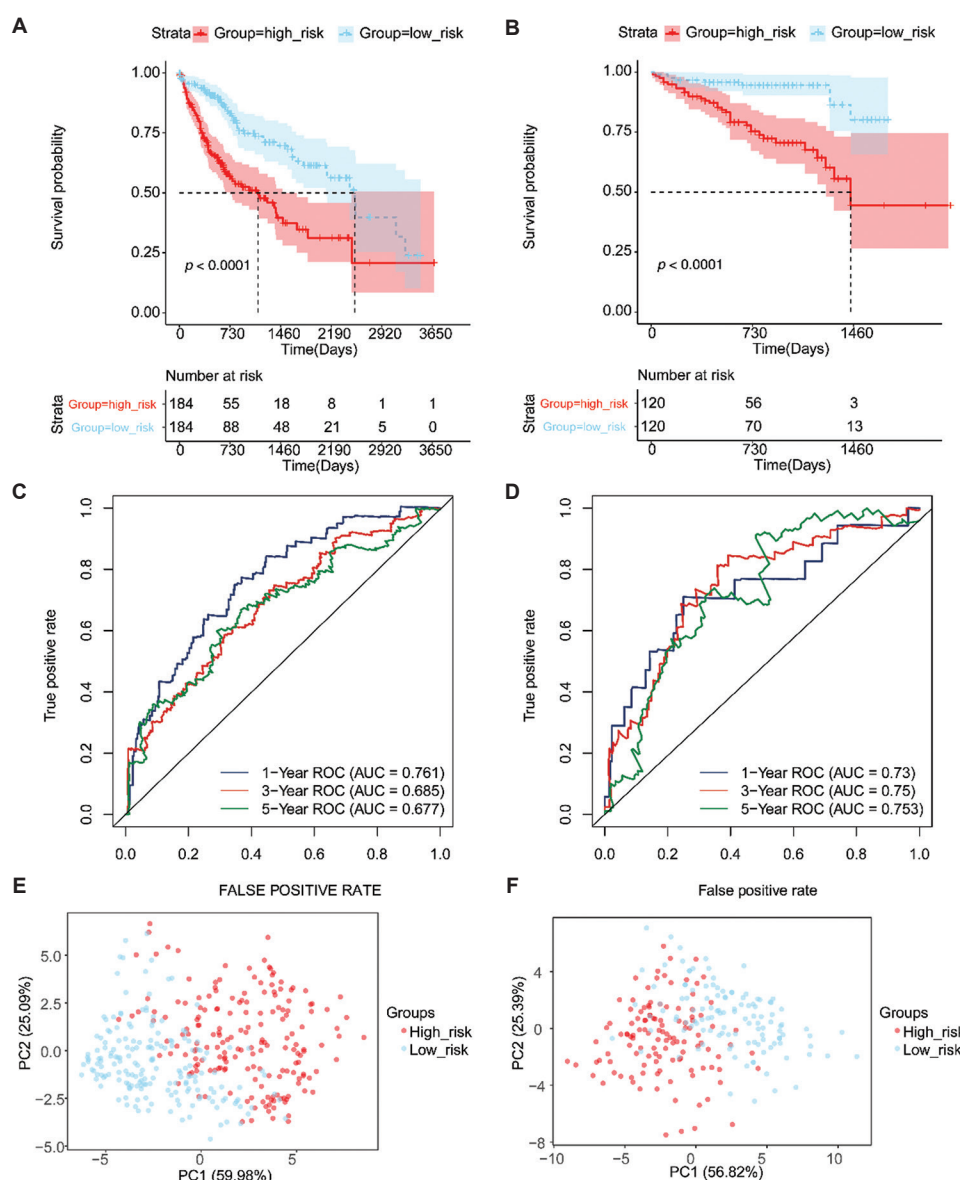 A
Strata Group=high_risk Group=low_risk
1.00
0.75
0.50
0.25
0.00
Survival probability
p < 0.0001
0 730 1460 2190 2920 3650
Time(Days)
Number at risk
Strata
Group=high_risk 184 55 18 8 1 1
Group=low_risk 184 88 48 21 5 0
0 730 1460 2190 2920 3650
Time(Days)
B
Strata Group=high_risk Group=low_risk
1.00
0.75
0.50
0.25
0.00
Survival probability
p < 0.0001
0 730 1460
Time(Days)
Number at risk
Strata
Group=high_risk 120 56 3
Group=low_risk 120 70 13
0 730 1460
Time(Days)
C
1.0
0.8
0.6
0.4
0.2
0.0
True positive rate
1-Year ROC (AUC = 0.761)
3-Year ROC (AUC = 0.685)
5-Year ROC (AUC = 0.677)
0.0 0.2 0.4 0.6 0.8 1.0
FALSE POSITIVE RATE
D
1.0
0.8
0.6
0.4
0.2
0.0
True positive rate
1-Year ROC (AUC = 0.73)
3-Year ROC (AUC = 0.75)
5-Year ROC (AUC = 0.753)
0.0 0.2 0.4 0.6 0.8 1.0
False positive rate
E
5.0
2.5
0.0
−2.5
−5.0
PC2 (25.09%)
−5 0 5
PC1 (59.98%)
Groups
High_risk
Low_risk
F
4
0
−4
−8
PC2 (25.39%)
−10 −5 0 5 10
PC1 (56.82%)
Groups
High_risk
Low_risk